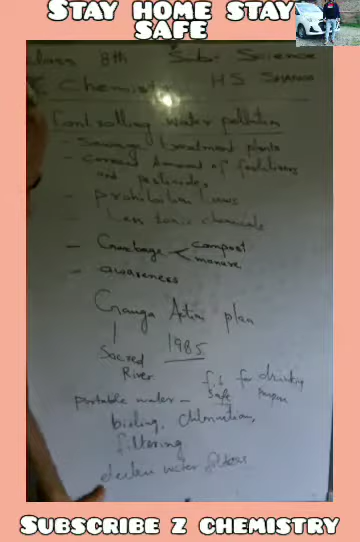 STAY HOME STAY
SAFE
Class 8th Sub: Science
Chemistry HS
Controlling water pollution
- Sewage treatment plants
- Correct Amount of fertilizers
and pesticides,
- Prohibition laws
- Less toxic chemicals
- Garbage < compost
manure
- awareness
Ganga Action plan
1985
Sacred
River
portable water - fit for drinking
Safe purpose
boiling, chlorination,
filtering
electric water filters
SUBSCRIBE Z CHEMISTRY